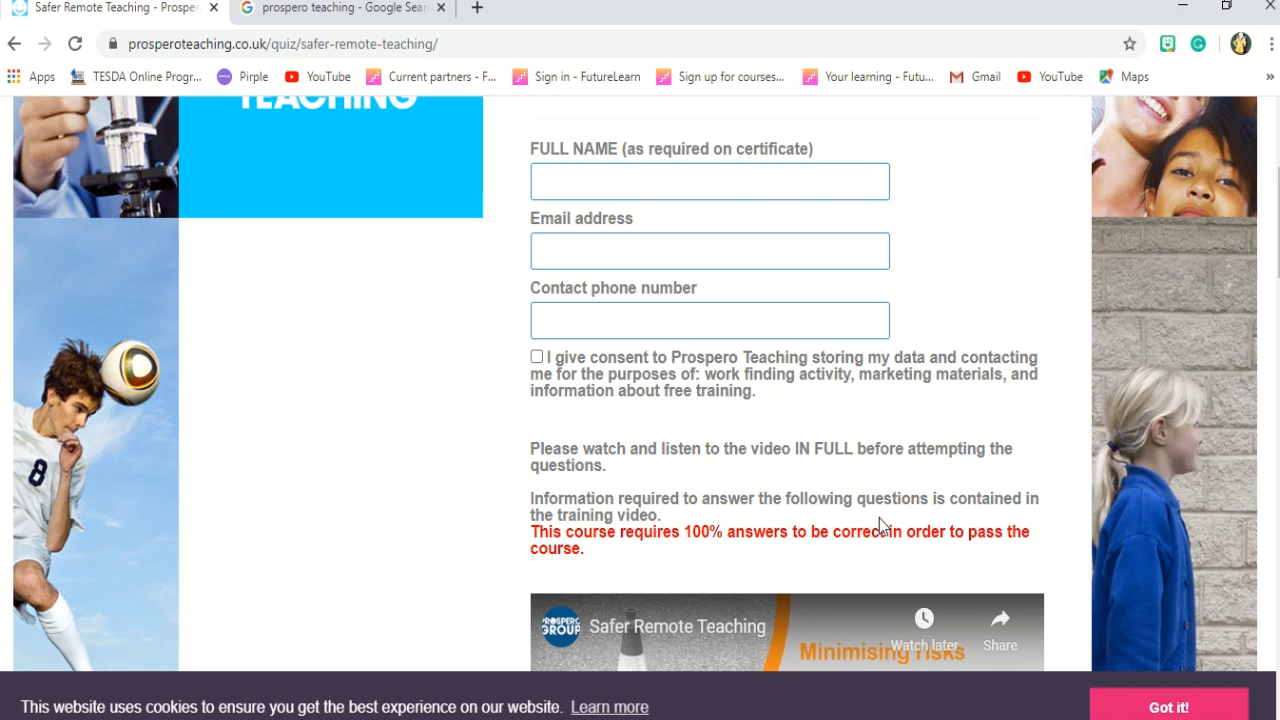 Safer Remote Teaching - Prosper
prospero teaching - Google Sear
prosperoteaching.co.uk/quiz/safer-remote-teaching/
Apps TESDA Online Progr... Pirple YouTube Current partners - F... Sign in - FutureLearn Sign up for courses... Your learning - Futu... Gmail YouTube Maps »
TEACHING
FULL NAME (as required on certificate)
Email address
Contact phone number
I give consent to Prospero Teaching storing my data and contacting
me for the purposes of: work finding activity, marketing materials, and
information about free training.
Please watch and listen to the video IN FULL before attempting the
questions.
Information required to answer the following questions is contained in
the training video.
This course requires 100% answers to be correct in order to pass the
course.
PROSPERO
GROUP
Safer Remote Teaching
Watch later
Share
Minimising risks
8
This website uses cookies to ensure you get the best experience on our website. Learn more
Got it!